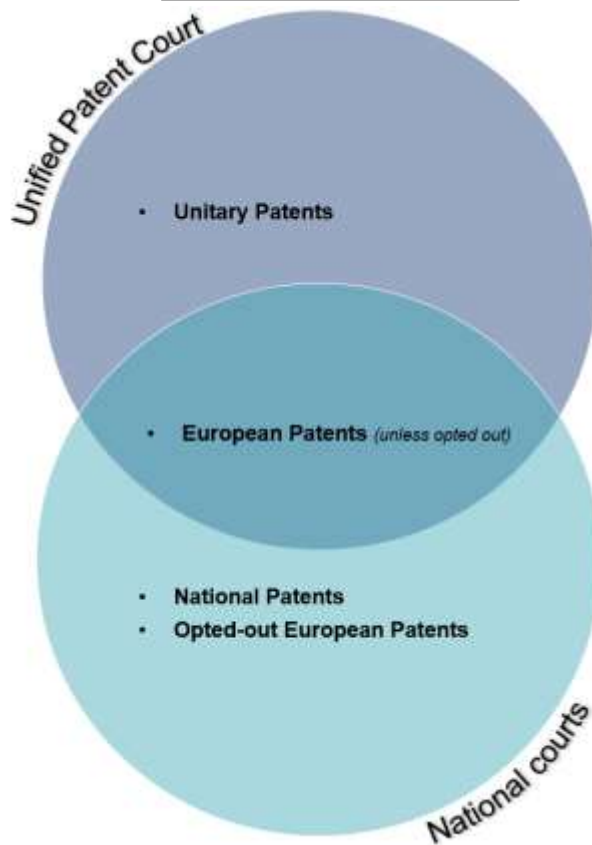 Unified Patent Court
• Unitary Patents
• European Patents (unless opted out)
• National Patents
• Opted-out European Patents
National courts